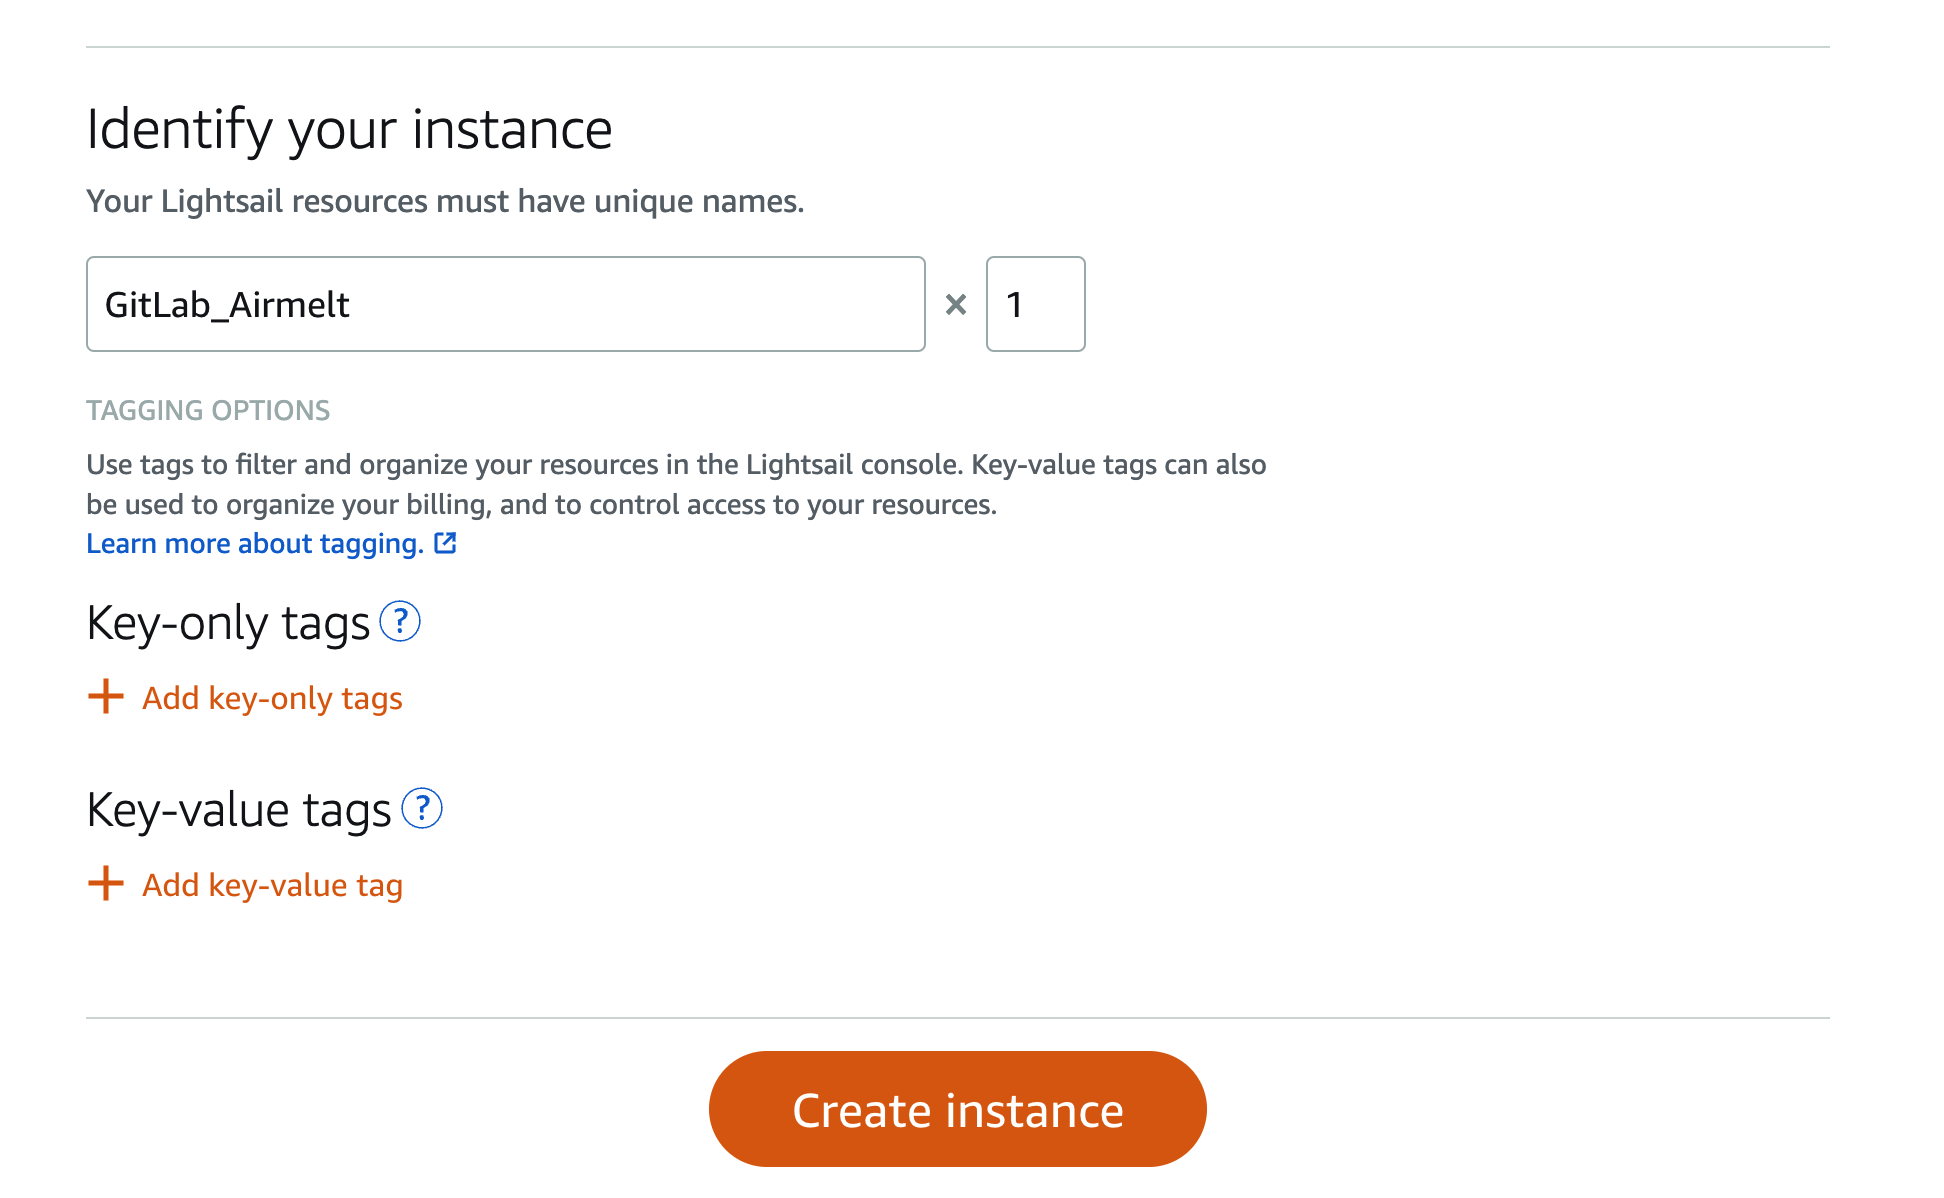 Identify your instance
Your Lightsail resources must have unique names.
GitLab_Airmelt × 1
TAGGING OPTIONS
Use tags to filter and organize your resources in the Lightsail console. Key-value tags can also
be used to organize your billing, and to control access to your resources.
Learn more about tagging.
Key-only tags ?
+ Add key-only tags
Key-value tags ?
+ Add key-value tag
Create instance